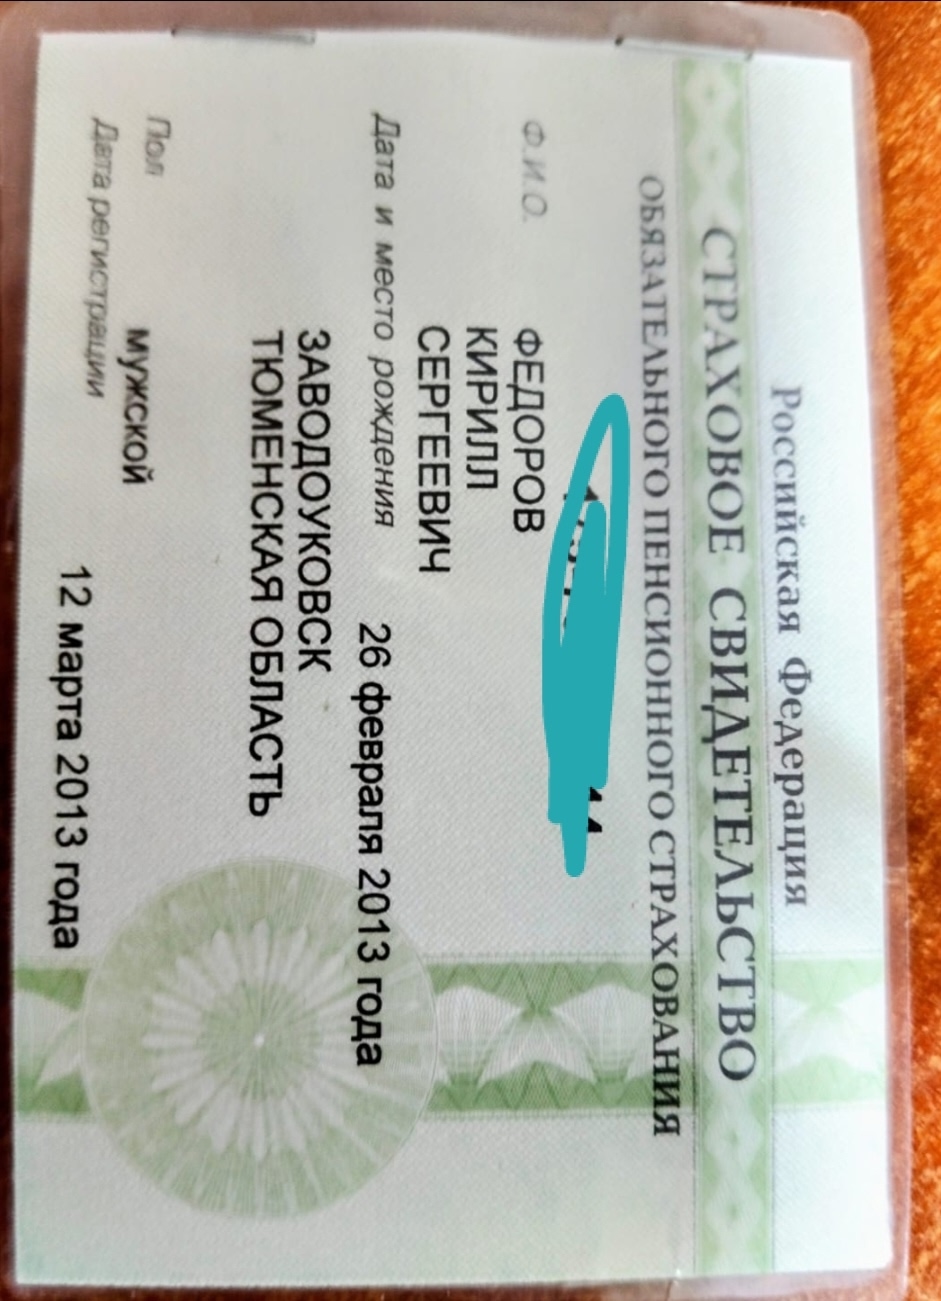 Российская Федерация
СТРАХОВОЕ СВИДЕТЕЛЬСТВО
ОБЯЗАТЕЛЬНОГО ПЕНСИОННОГО СТРАХОВАНИЯ
Ф.И.О. ФЕДОРОВ
КИРИЛЛ
СЕРГЕЕВИЧ
Дата и место рождения 26 февраля 2013 года
ЗАВОДОУКОВСК
ТЮМЕНСКАЯ ОБЛАСТЬ
Пол мужской
Дата регистрации 12 марта 2013 года